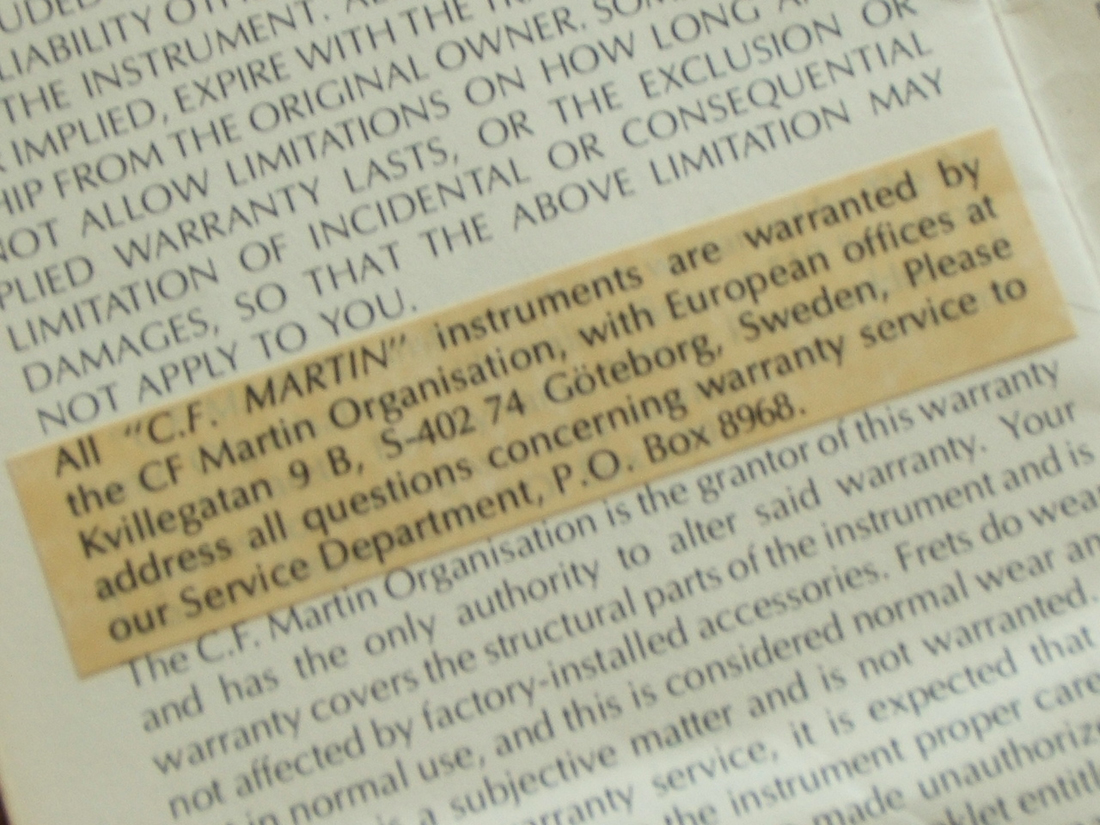 LIABILITY
THE INSTRUMENT.
IMPLIED, EXPIRE WITH THE
FROM THE ORIGINAL OWNER.
NOT ALLOW LIMITATIONS ON HOW LONG
WARRANTY LASTS, OR THE EXCLUSION OR
LIMITATION OF INCIDENTAL OR CONSEQUENTIAL
DAMAGES, SO THAT THE ABOVE LIMITATION MAY
NOT APPLY TO YOU.
All "C.F. MARTIN" instruments are warranted by
the CF Martin Organisation, with European offices at
Kvillegatan 9 B, S-402 74 Göteborg, Sweden, Please
address all questions concerning warranty service to
our Service Department, P.O. Box 8968.
The C.F. Martin Organisation is the grantor of this warranty
and has the only authority to alter said warranty. Your
warranty covers the structural parts of the instrument and is
not affected by factory-installed accessories. Frets do wear
in normal use, and this is considered normal wear
is a subjective matter and is not warranted.
service, it is expected that
the instrument proper care
made